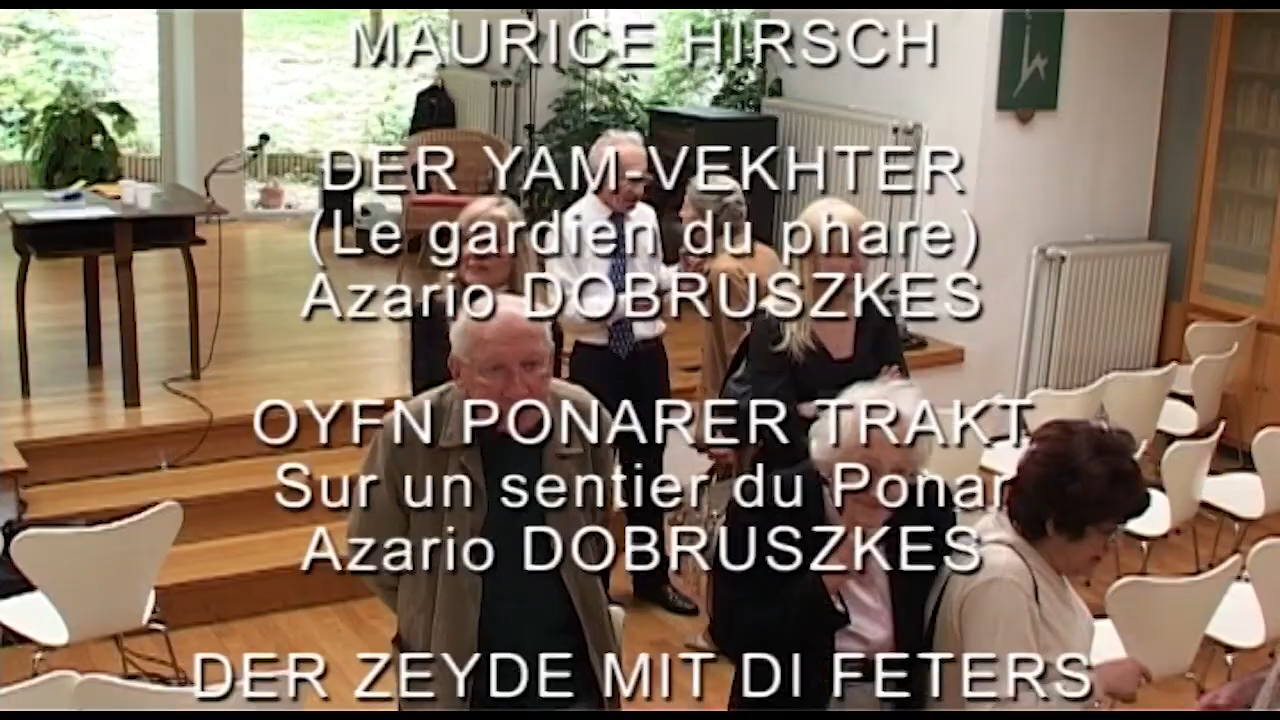 MAURICE HIRSCH
DER YAM-VEKHTER
(Le gardien du phare)
Azario DOBRUSZKES
OYFN PONARER TRAKT
Sur un sentier du Ponar
Azario DOBRUSZKES
DER ZEYDE MIT DI FETERS